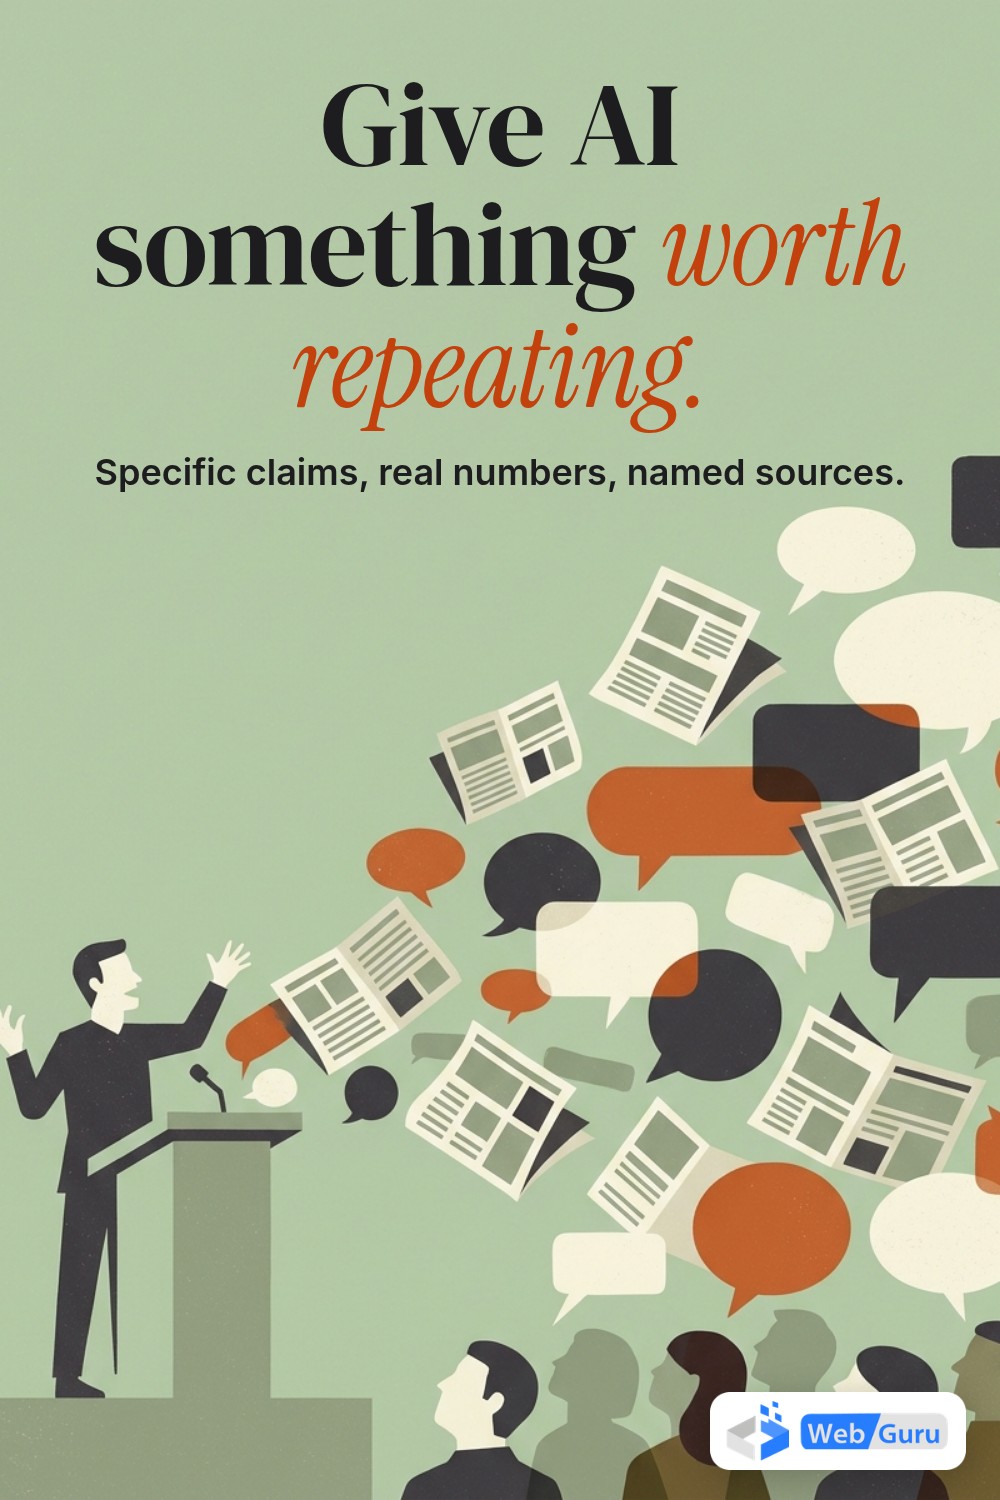 Give AI
something worth
repeating.
Specific claims, real numbers, named sources.
Web Guru